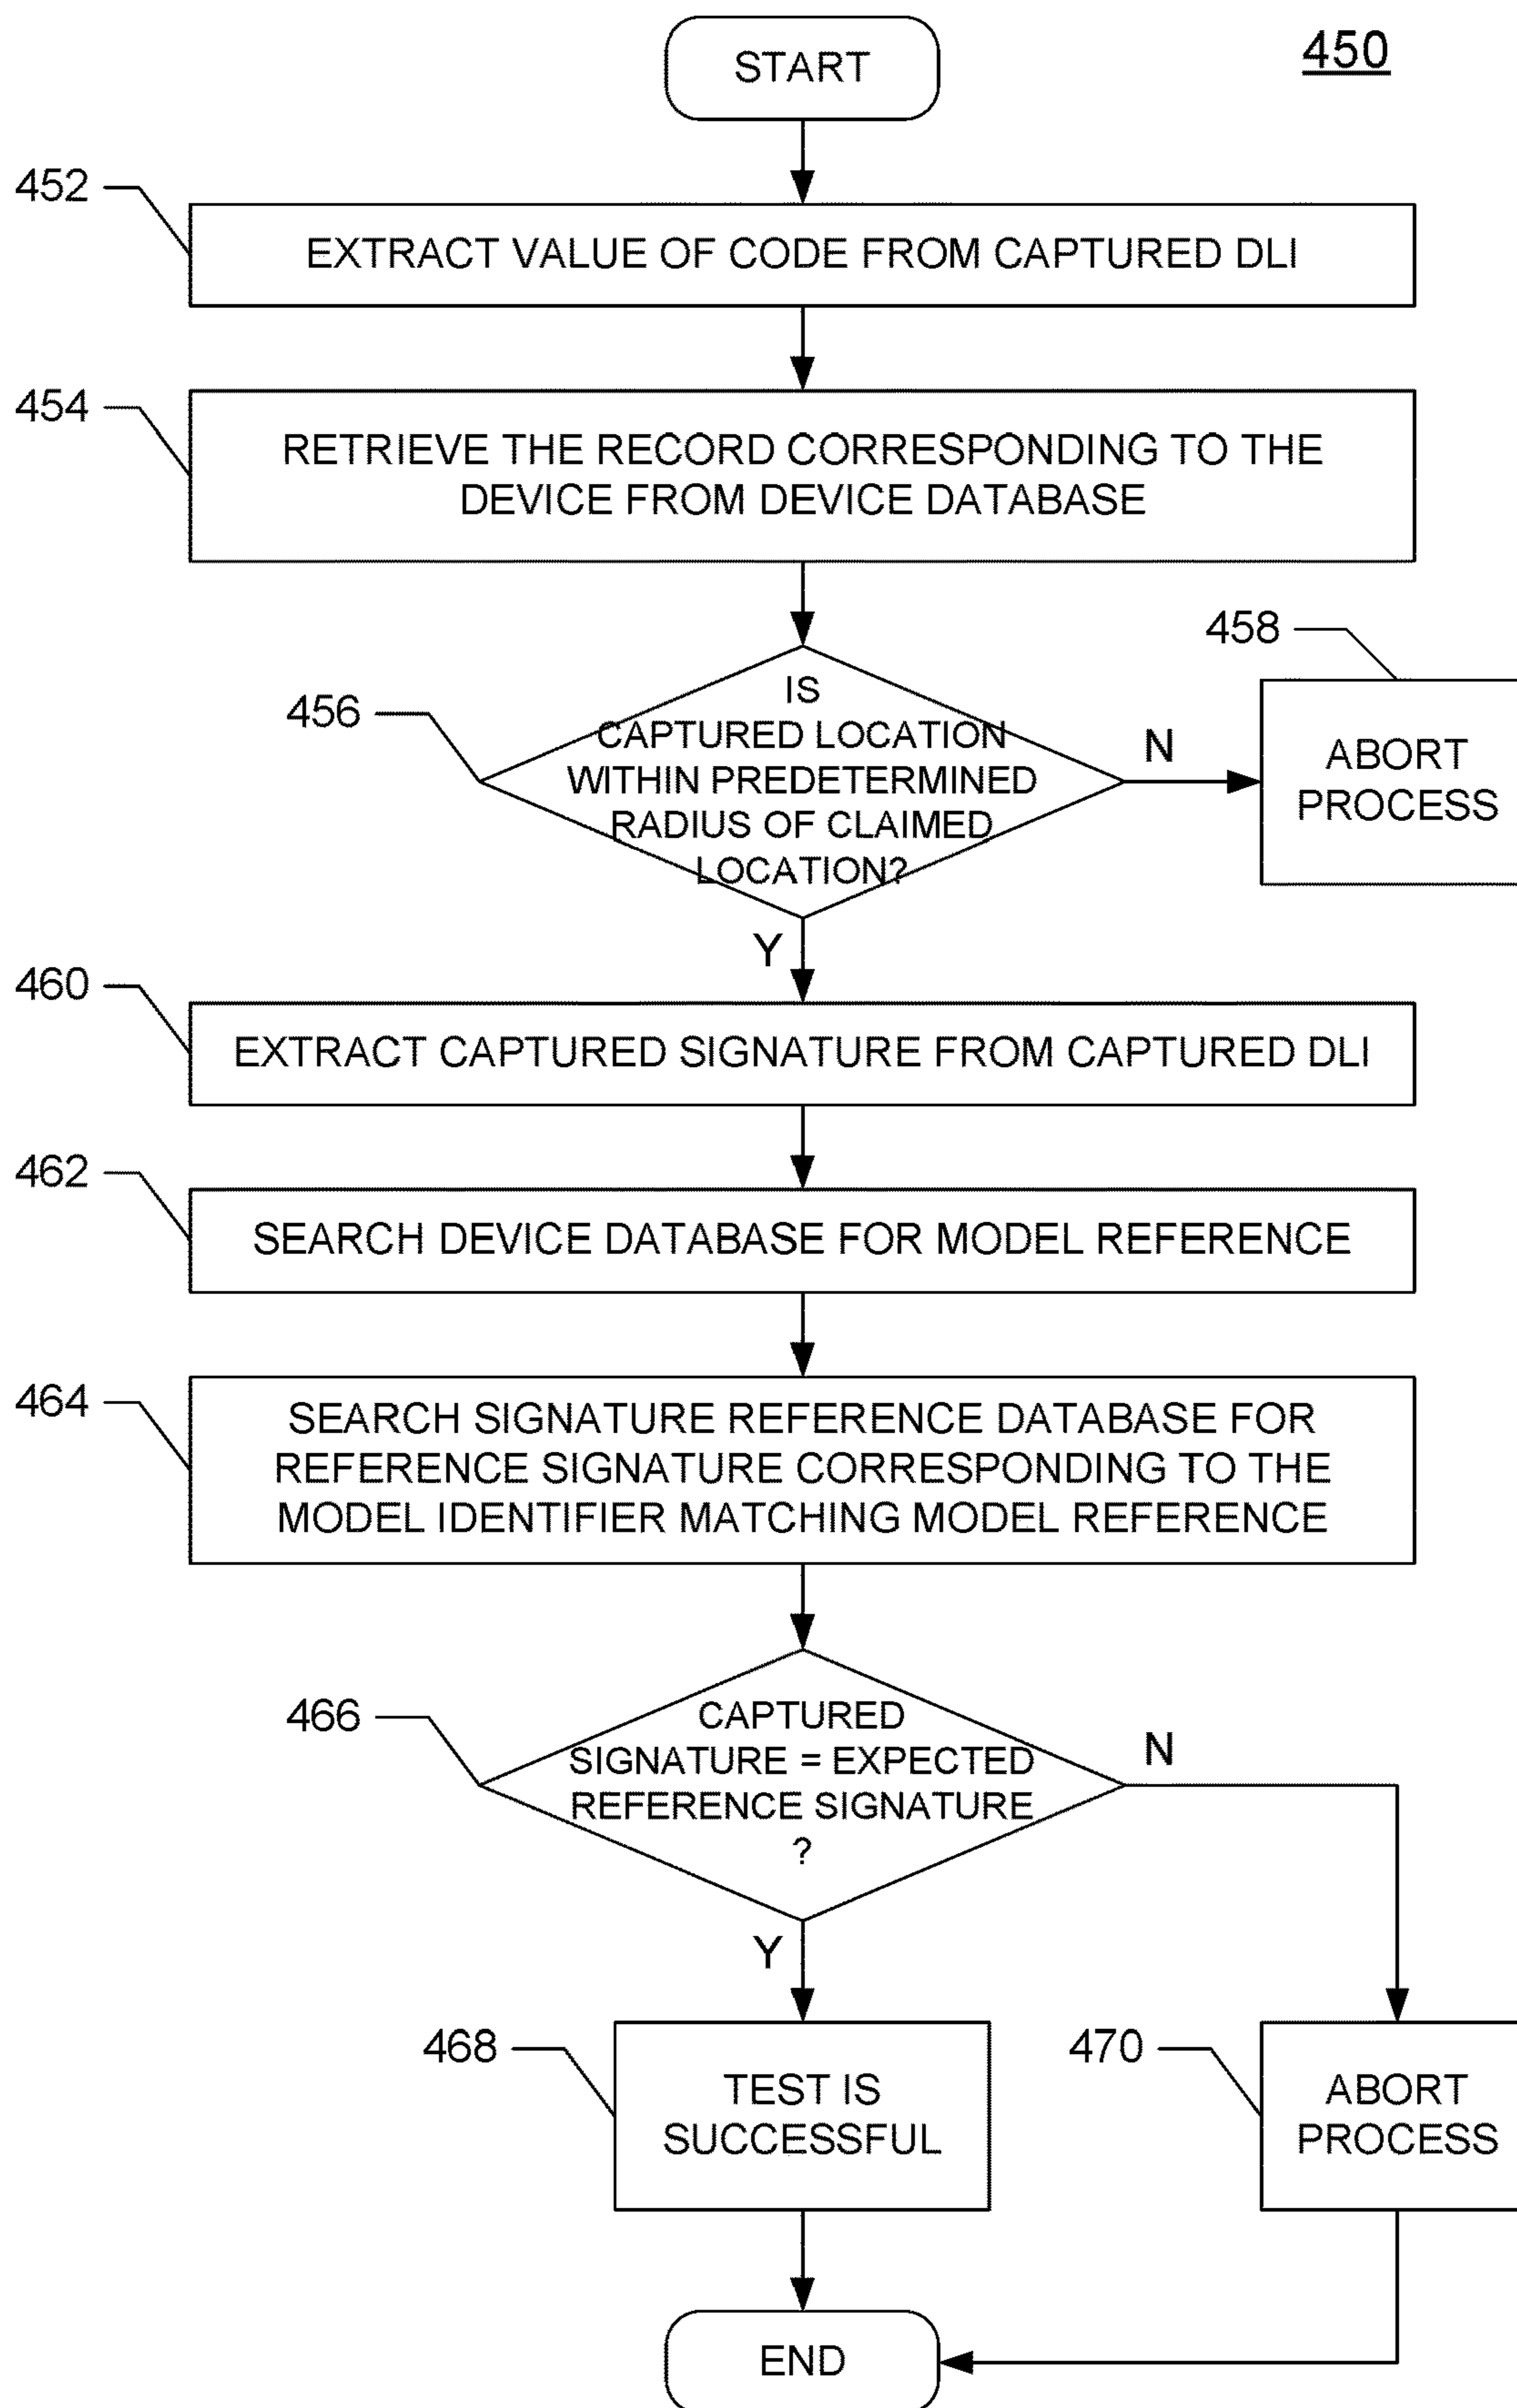 START
450
452
EXTRACT VALUE OF CODE FROM CAPTURED DLI
454
RETRIEVE THE RECORD CORRESPONDING TO THE
DEVICE FROM DEVICE DATABASE
456
IS
CAPTURED LOCATION
WITHIN PREDETERMINED
RADIUS OF CLAIMED
LOCATION?
N
458
ABORT
PROCESS
Y
460
EXTRACT CAPTURED SIGNATURE FROM CAPTURED DLI
462
SEARCH DEVICE DATABASE FOR MODEL REFERENCE
464
SEARCH SIGNATURE REFERENCE DATABASE FOR
REFERENCE SIGNATURE CORRESPONDING TO THE
MODEL IDENTIFIER MATCHING MODEL REFERENCE
466
CAPTURED
SIGNATURE = EXPECTED
REFERENCE SIGNATURE
?
N
Y
468
TEST IS
SUCCESSFUL
470
ABORT
PROCESS
END